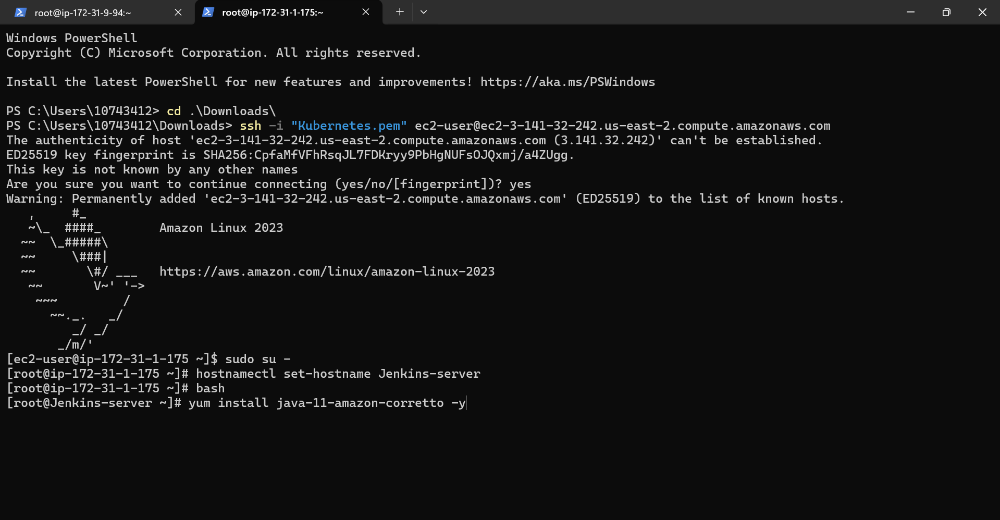 root@ip-172-31-9-94:~
root@ip-172-31-1-175:~
Windows PowerShell
Copyright (C) Microsoft Corporation. All rights reserved.
Install the latest PowerShell for new features and improvements! https://aka.ms/PSWindows
PS C:\Users\10743412> cd .\Downloads\
PS C:\Users\10743412\Downloads> ssh -i "Kubernetes.pem" ec2-user@ec2-3-141-32-242.us-east-2.compute.amazonaws.com
The authenticity of host 'ec2-3-141-32-242.us-east-2.compute.amazonaws.com (3.141.32.242)' can't be established.
ED25519 key fingerprint is SHA256:CpfaMfVFhRsqJL7FDKryy9PbHgNUFsOJQxmj/a4ZUgg.
This key is not known by any other names
Are you sure you want to continue connecting (yes/no/[fingerprint])? yes
Warning: Permanently added 'ec2-3-141-32-242.us-east-2.compute.amazonaws.com' (ED25519) to the list of known hosts.
   ,     #_
   ~\_  ####_        Amazon Linux 2023
  ~~  \_#####\
  ~~     \###|
  ~~       \#/ ___   https://aws.amazon.com/linux/amazon-linux-2023
   ~~       V~' '->
    ~~~         /
      ~~._.   _/
         _/ _/
       _/m/'
[ec2-user@ip-172-31-1-175 ~]$ sudo su -
[root@ip-172-31-1-175 ~]# hostnamectl set-hostname Jenkins-server
[root@ip-172-31-1-175 ~]# bash
[root@Jenkins-server ~]# yum install java-11-amazon-corretto -y